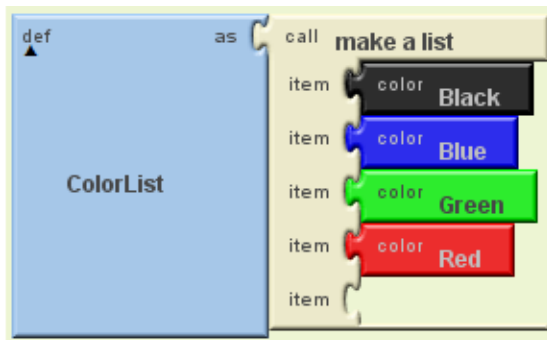 def as call make a list
item color Black
item color Blue
ColorList
item color Green
item color Red
item